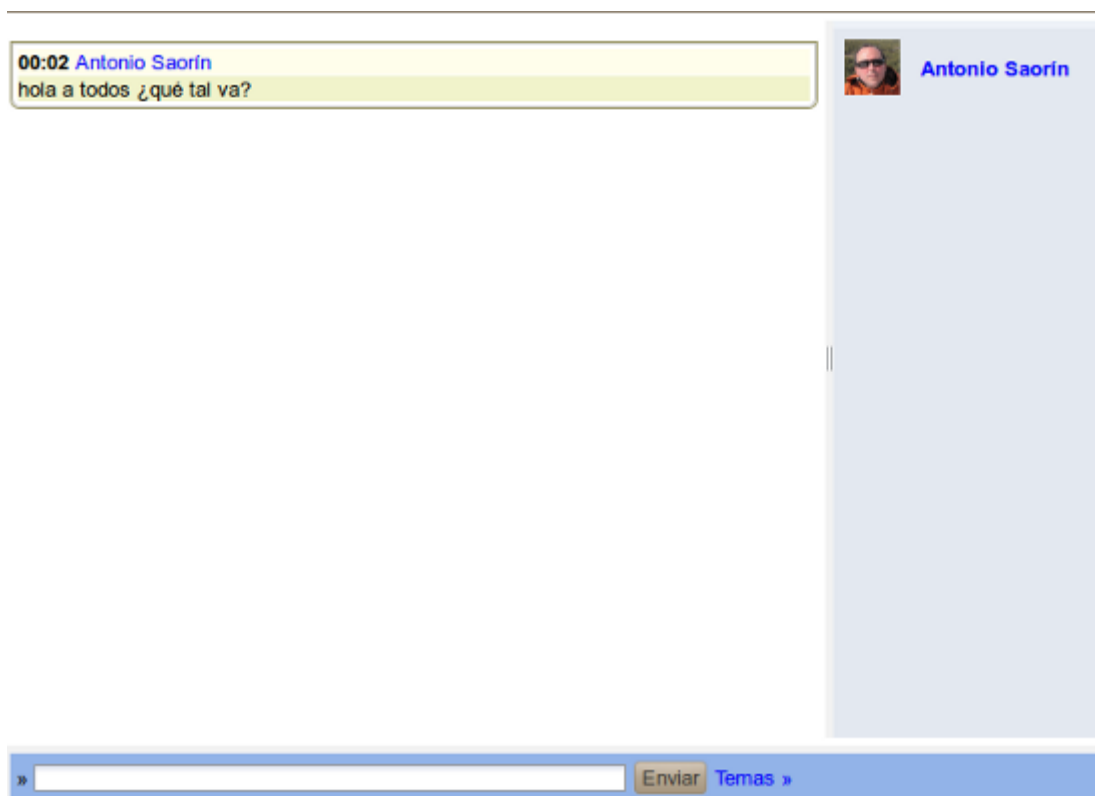 00:02 Antonio Saorín
hola a todos ¿qué tal va?
Antonio Saorín
» Enviar Temas »